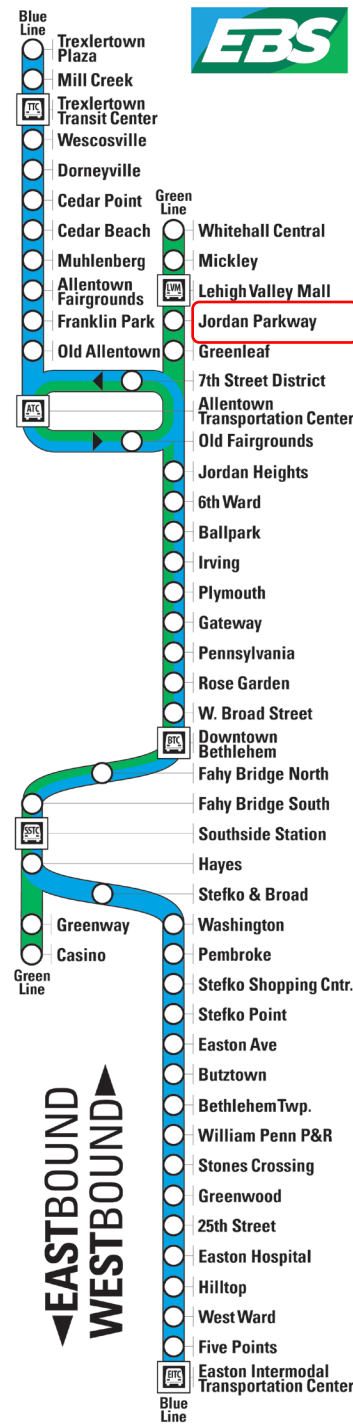 Blue
Line
EBS
Trexlertown
Plaza
Mill Creek
TTC
Trexlertown
Transit Center
Wescosville
Dorneyville
Cedar Point
Green
Line
Cedar Beach
Whitehall Central
Muhlenberg
Mickley
Allentown
Fairgrounds
LVM
Lehigh Valley Mall
Franklin Park
Jordan Parkway
Old Allentown
Greenleaf
7th Street District
ATC
Allentown
Transportation Center
Old Fairgrounds
Jordan Heights
6th Ward
Ballpark
Irving
Plymouth
Gateway
Pennsylvania
Rose Garden
W. Broad Street
BTC
Downtown
Bethlehem
Fahy Bridge North
Fahy Bridge South
SSTC
Southside Station
Hayes
Stefko & Broad
Greenway
Washington
Casino
Pembroke
Green
Line
Stefko Shopping Cntr.
Stefko Point
Easton Ave
Butztown
Bethlehem Twp.
William Penn P&R
Stones Crossing
Greenwood
25th Street
Easton Hospital
Hilltop
West Ward
Five Points
EITC
Easton Intermodal
Transportation Center
Blue
Line
EASTBOUND
WESTBOUND